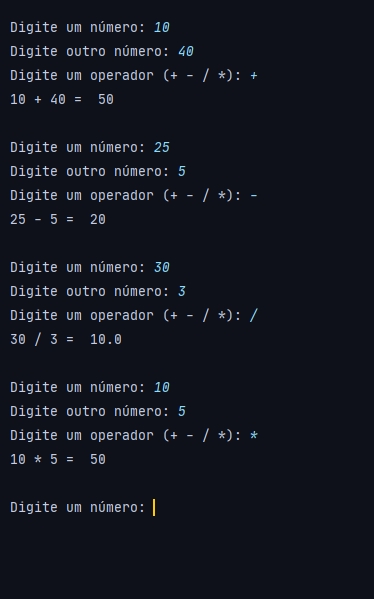 Digite um número: 10
Digite outro número: 40
Digite um operador (+ - / *): +
10 + 40 =  50
Digite um número: 25
Digite outro número: 5
Digite um operador (+ - / *): -
25 - 5 =  20
Digite um número: 30
Digite outro número: 3
Digite um operador (+ - / *): /
30 / 3 =  10.0
Digite um número: 10
Digite outro número: 5
Digite um operador (+ - / *): *
10 * 5 =  50
Digite um número: